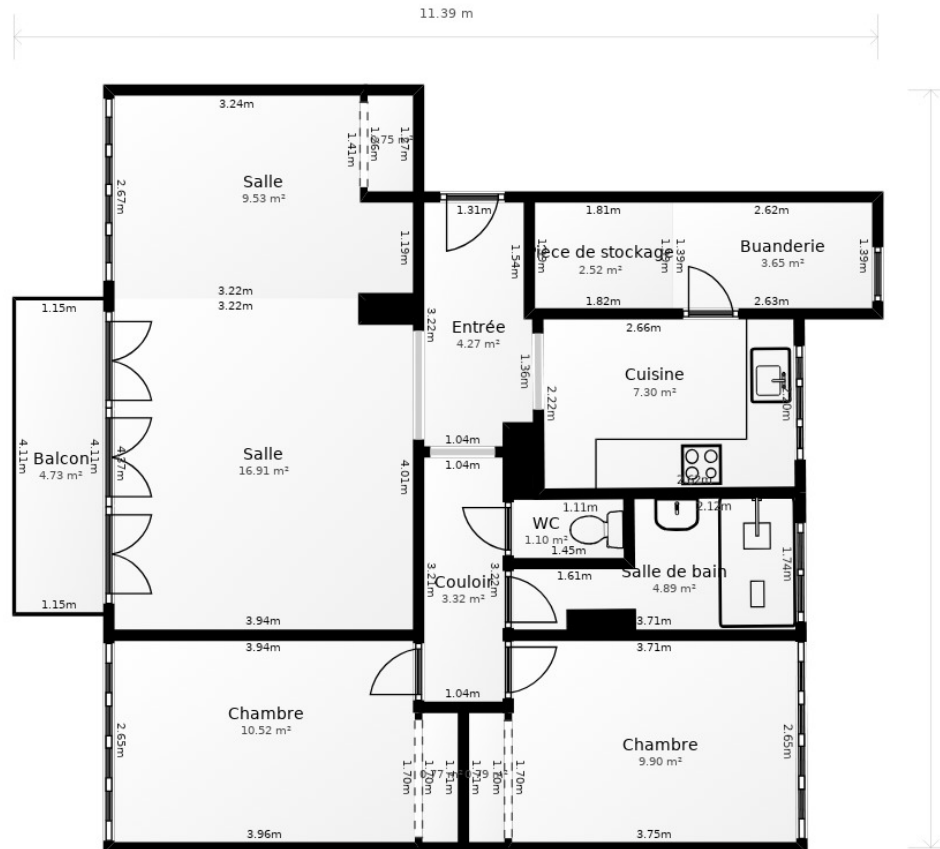 11.39 m
3.24m
1.41m
1.27m
Salle
9.53 m²
2.67m
1.19m
3.22m
3.22m
1.31m
1.54m
1.81m
2.62m
2.52 m²
1.39m
Buanderie
3.65 m²
1.39m
1.82m
2.63m
1.15m
3.22m
Entrée
4.27 m²
1.36m
2.66m
Cuisine
7.30 m²
2.22m
4.11m
Balcon
4.73 m²
4.11m
Salle
16.91 m²
4.01m
1.04m
1.04m
1.11m
WC
1.10 m²
1.45m
2.12m
1.74m
1.61m
Salle de bain
4.89 m²
3.71m
Couloir
3.32 m²
3.21m
3.22m
1.15m
3.94m
3.94m
3.71m
1.04m
Chambre
10.52 m²
2.65m
Chambre
9.90 m²
2.65m
1.70m
1.70m
3.96m
3.75m